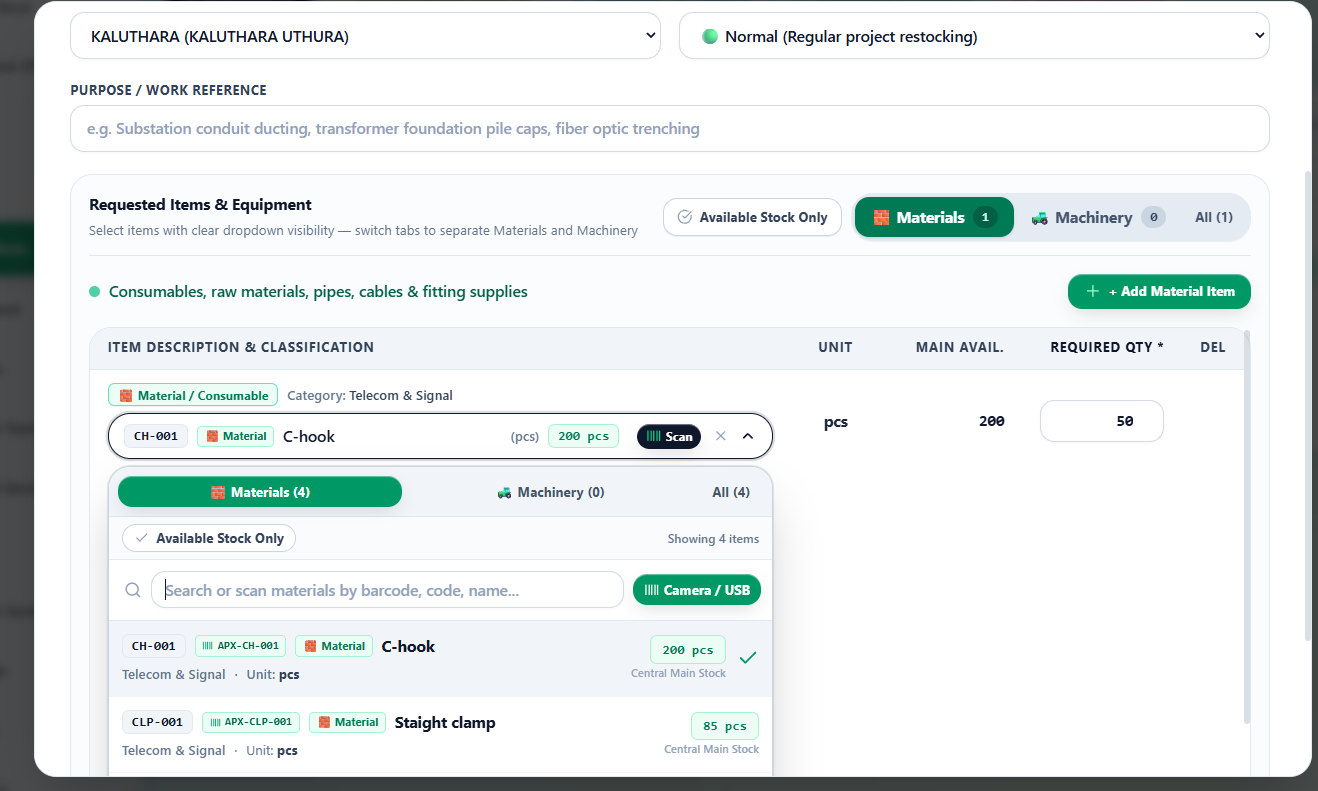 KALUTHARA (KALUTHARA UTHURA)
Normal (Regular project restocking)
PURPOSE / WORK REFERENCE
e.g. Substation conduit ducting, transformer foundation pile caps, fiber optic trenching
Requested Items & Equipment
Select items with clear dropdown visibility — switch tabs to separate Materials and Machinery
Available Stock Only
Materials 1
Machinery 0
All (1)
Consumables, raw materials, pipes, cables & fitting supplies
+ + Add Material Item
ITEM DESCRIPTION & CLASSIFICATION UNIT MAIN AVAIL. REQUIRED QTY * DEL
Material / Consumable Category: Telecom & Signal
CH-001 Material C-hook (pcs) 200 pcs Scan
pcs 200 50
Materials (4) Machinery (0) All (4)
Available Stock Only Showing 4 items
Search or scan materials by barcode, code, name...
Camera / USB
CH-001 APX-CH-001 Material C-hook 200 pcs
Telecom & Signal · Unit: pcs Central Main Stock
CLP-001 APX-CLP-001 Material Staight clamp 85 pcs
Telecom & Signal · Unit: pcs Central Main Stock